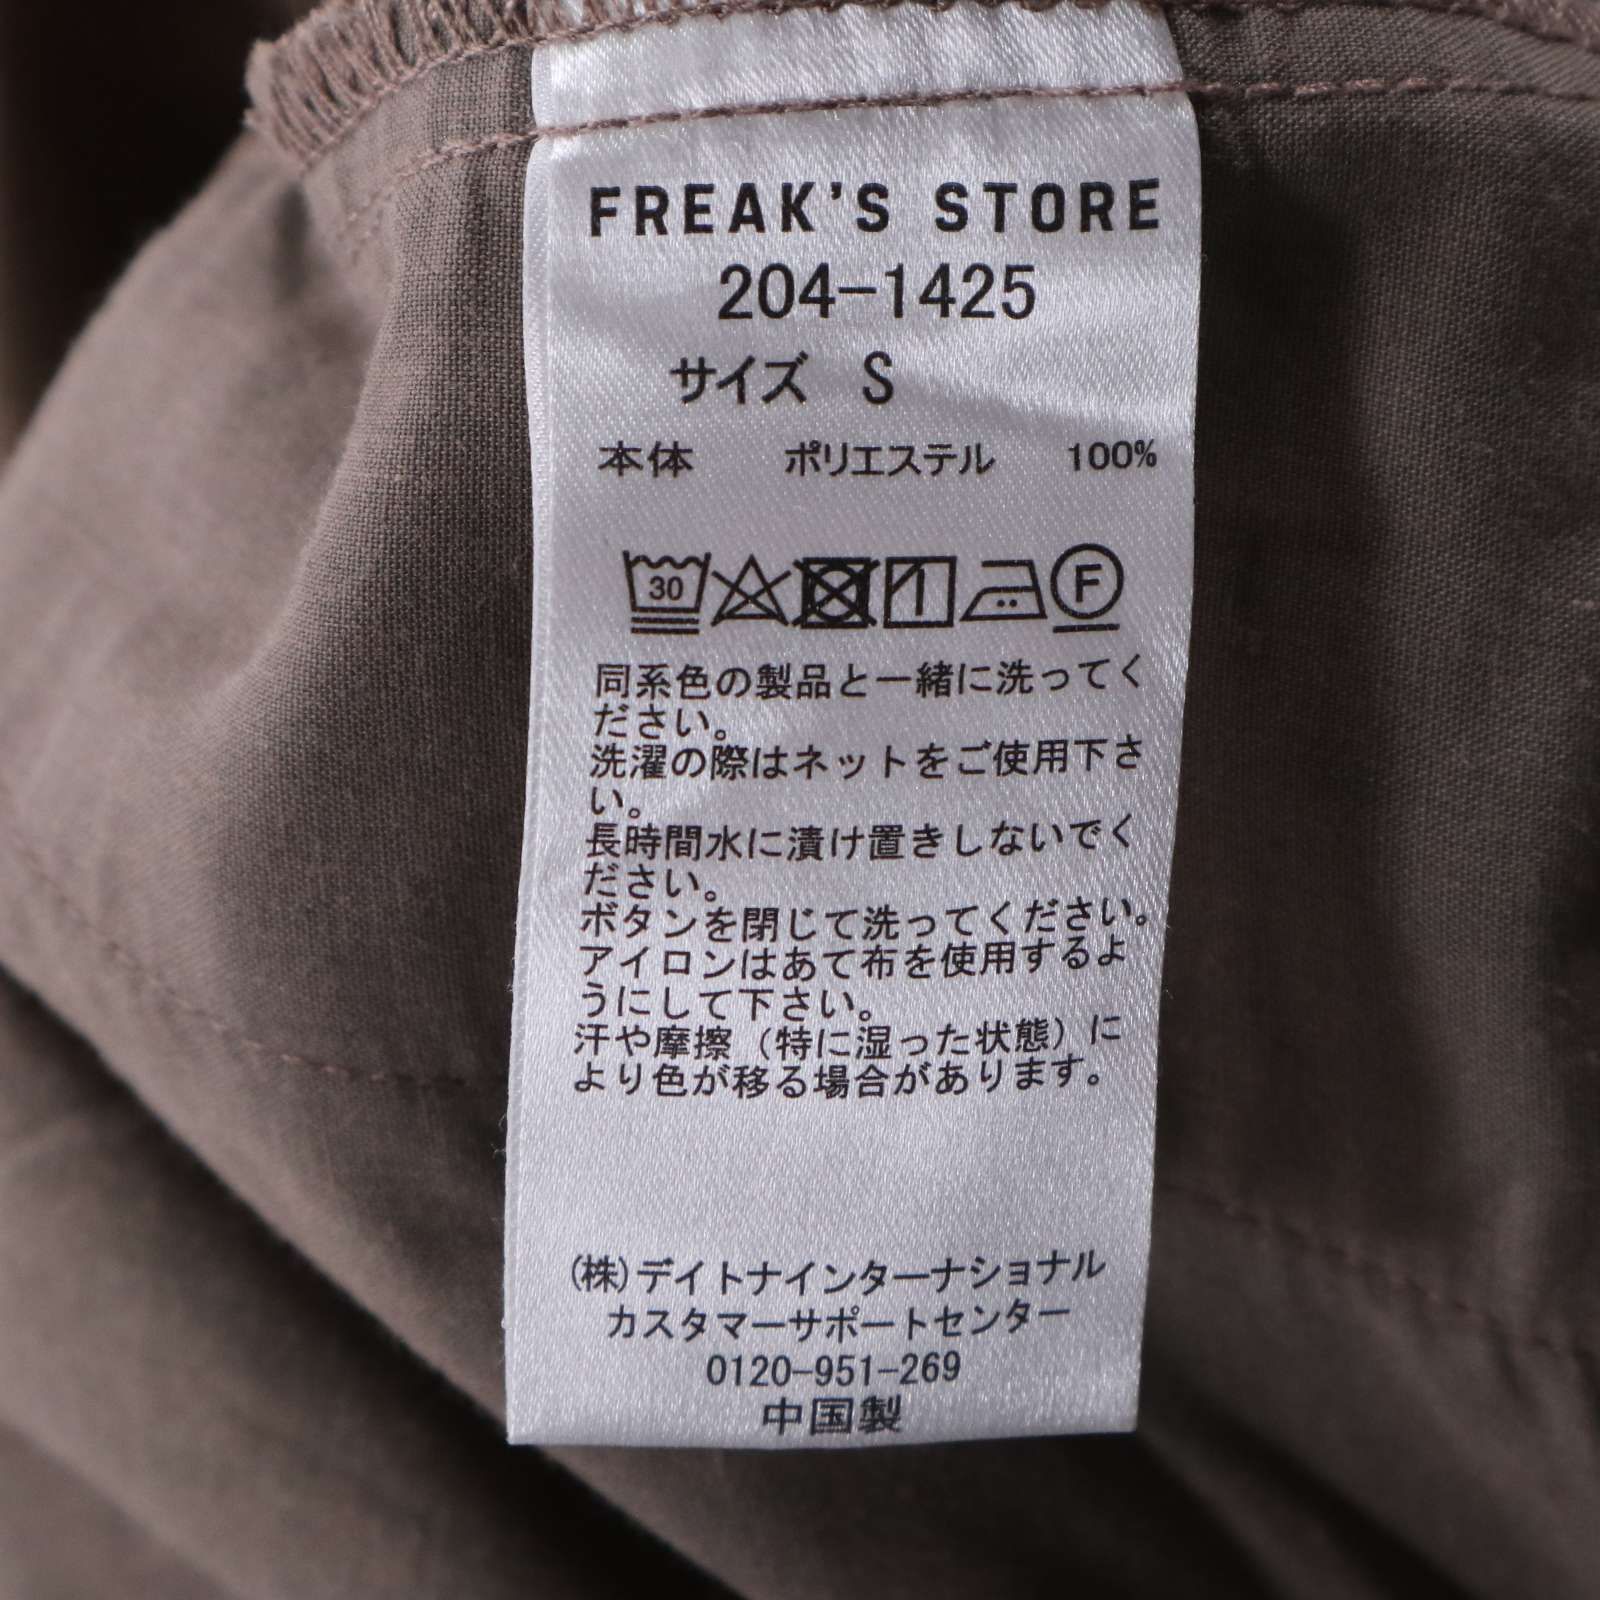 FREAK'S STORE
204-1425
サイズ S
本体 ポリエステル 100%
30 F
同系色の製品と一緒に洗ってく
ださい。
洗濯の際はネットをご使用下さ
い。
長時間水に漬け置きしないでく
ださい。
ボタンを閉じて洗ってください。
アイロンはあて布を使用するよ
うにして下さい。
汗や摩擦（特に湿った状態）に
より色が移る場合があります。
(株)デイトナインターナショナル
カスタマーサポートセンター
0120-951-269
中国製